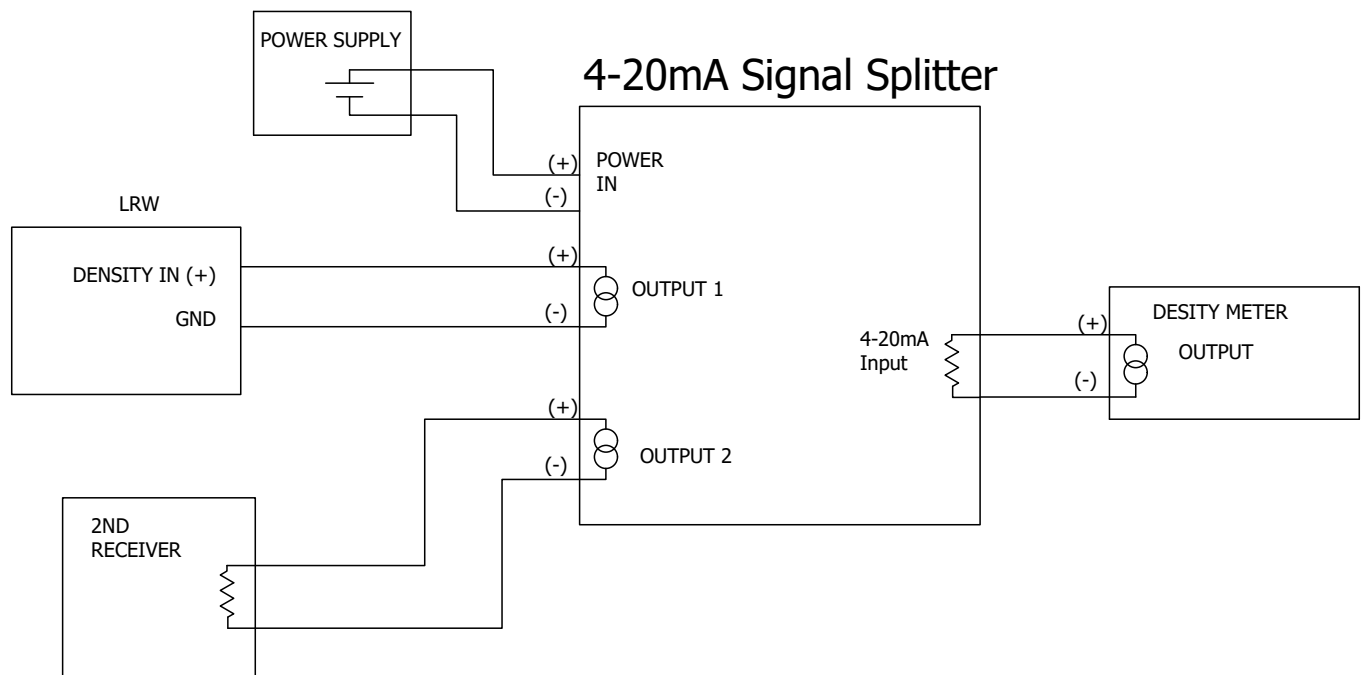 POWER SUPPLY
4-20mA Signal Splitter
(+)
POWER
IN
(-)
LRW
DENSITY IN (+)
GND
(+)
OUTPUT 1
(-)
4-20mA
Input
(+)
DESITY METER
OUTPUT
(-)
(+)
OUTPUT 2
(-)
2ND
RECEIVER